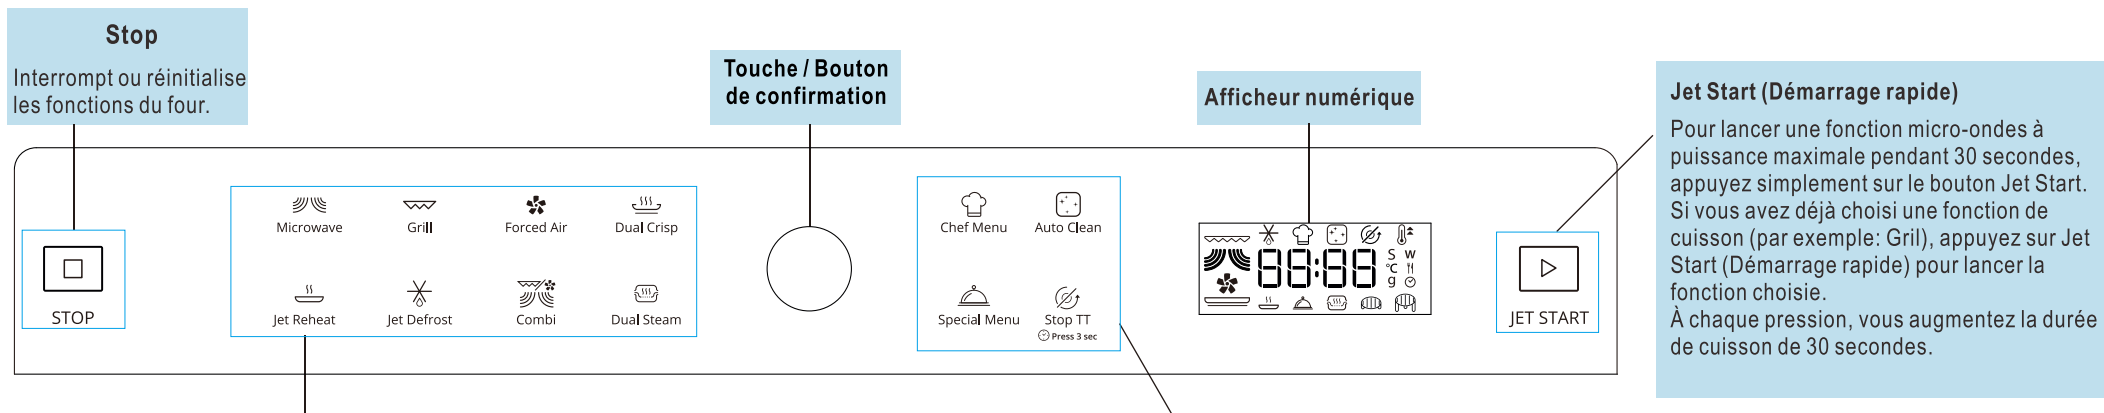 Stop
Interrompt ou réinitialise
les fonctions du four.
Touche / Bouton
de confirmation
Afficheur numérique
Jet Start (Démarrage rapide)
Pour lancer une fonction micro-ondes à
puissance maximale pendant 30 secondes,
appuyez simplement sur le bouton Jet Start.
Si vous avez déjà choisi une fonction de
cuisson (par exemple: Gril), appuyez sur Jet
Start (Démarrage rapide) pour lancer la
fonction choisie.
À chaque pression, vous augmentez la durée
de cuisson de 30 secondes.
STOP
Microwave Grill Forced Air Dual Crisp
Jet Reheat Jet Defrost Combi Dual Steam
Chef Menu Auto Clean
Special Menu Stop TT
Press 3 sec
88:88
S W
°C
g
JET START